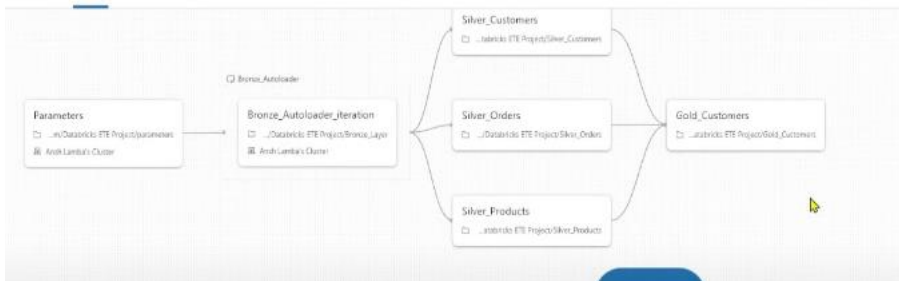 Silver_Customers
...tabricks ETE Project/Silver_Customers
Bronze_Autoloader
Parameters
...m/Databricks ETE Project/parameters
Ansh Lamba's Cluster
Bronze_Autoloader_iteration
.../Databricks ETE Project/Bronze_Layer
Ansh Lamba's Cluster
Silver_Orders
.../Databricks ETE Project/Silver_Orders
Gold_Customers
...atabricks ETE Project/Gold_Customers
Silver_Products
...atabricks ETE Project/Silver_Products